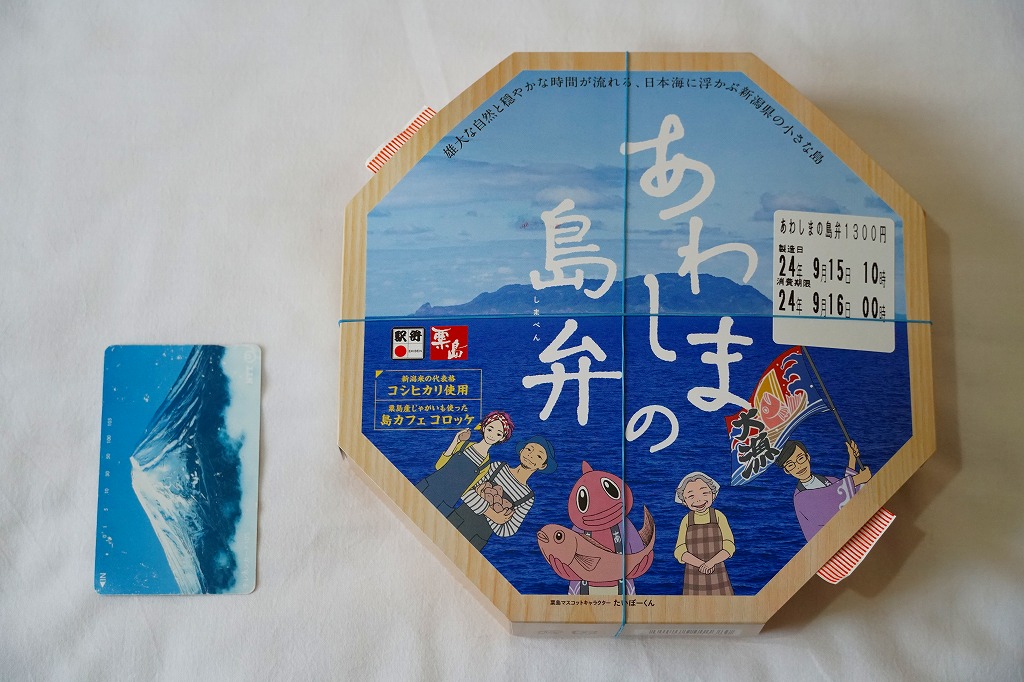 雄大な自然と穏やかな時間が流れる、日本海に浮かぶ新潟県の小さな島
あわしまの
島弁
しまべん
あわしまの島弁1300円
製造日
24年 9月15日 10時
消費期限
24年 9月16日 00時
駅弁
EKIBEN
粟島
新潟米の代表格
コシヒカリ使用
粟島産じゃがいも使った
島カフェ コロッケ
大漁
粟島マスコットキャラクター たいぼーくん